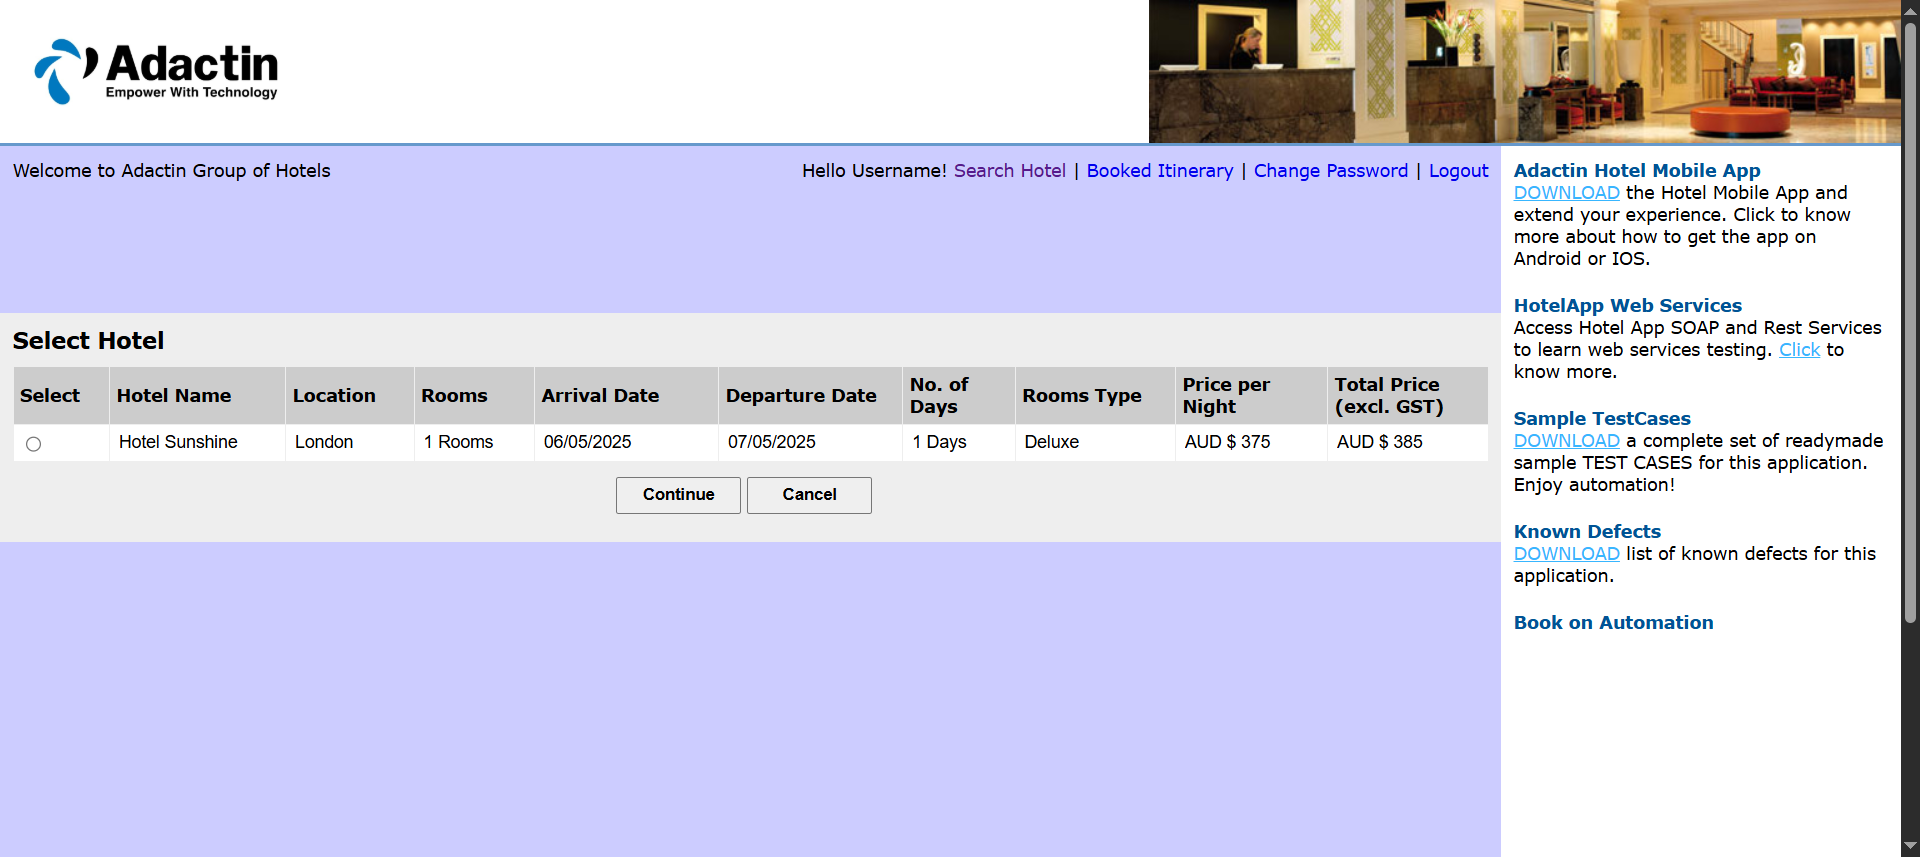 Adactin
Empower With Technology
Welcome to Adactin Group of Hotels
Hello Username! Search Hotel | Booked Itinerary | Change Password | Logout
Select Hotel
Select Hotel Name Location Rooms Arrival Date Departure Date No. of Days Rooms Type Price per Night Total Price (excl. GST)
Hotel Sunshine London 1 Rooms 06/05/2025 07/05/2025 1 Days Deluxe AUD $ 375 AUD $ 385
Continue Cancel
Adactin Hotel Mobile App
DOWNLOAD the Hotel Mobile App and
extend your experience. Click to know
more about how to get the app on
Android or IOS.
HotelApp Web Services
Access Hotel App SOAP and Rest Services
to learn web services testing. Click to
know more.
Sample TestCases
DOWNLOAD a complete set of readymade
sample TEST CASES for this application.
Enjoy automation!
Known Defects
DOWNLOAD list of known defects for this
application.
Book on Automation